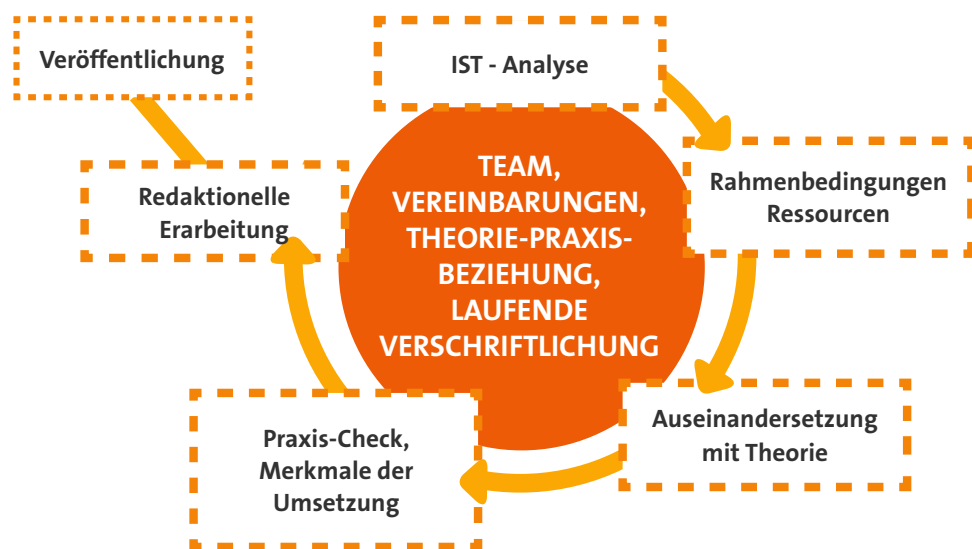 Veröffentlichung
IST - Analyse
Rahmenbedingungen
Ressourcen
Auseinandersetzung
mit Theorie
Praxis-Check,
Merkmale der
Umsetzung
Redaktionelle
Erarbeitung
TEAM,
VEREINBARUNGEN,
THEORIE-PRAXIS-
BEZIEHUNG,
LAUFENDE
VERSCHRIFTLICHUNG